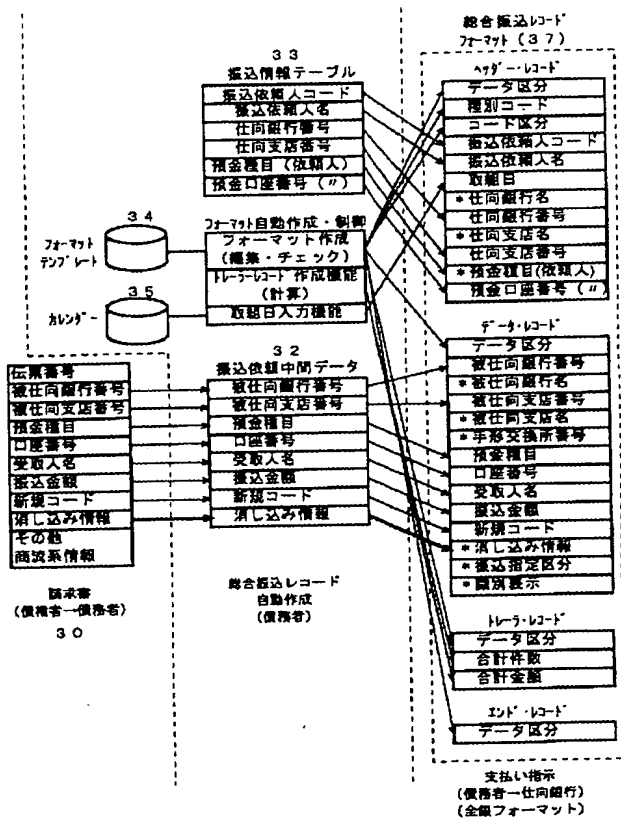 総合振込レコード
フォーマット（３７）
３３
振込情報テーブル
振込依頼人コード
振込依頼人名
仕向銀行番号
仕向支店番号
預金種目（依頼人）
預金口座番号（〃）
３４
フォーマット
テンプレート
３５
カレンダー
フォーマット自動作成・制御
フォーマット作成
（編集・チェック）
トレーラーレコード作成機能
（計算）
取組日入力機能
３２
振込依頼中間データ
被仕向銀行番号
被仕向支店番号
預金種目
口座番号
受取人名
振込金額
新規コード
消し込み情報
総合振込レコード
自動作成
（債務者）
伝票番号
被仕向銀行番号
被仕向支店番号
預金種目
口座番号
受取人名
振込金額
新規コード
消し込み情報
その他
商流系情報
請求書
（債権者→債務者）
３０
ヘッダー・レコード
データ区分
種別コード
コード区分
振込依頼人コード
振込依頼人名
取組日
＊仕向銀行名
仕向銀行番号
＊仕向支店名
仕向支店番号
＊預金種目(依頼人)
預金口座番号（〃）
データ・レコード
データ区分
被仕向銀行番号
＊被仕向銀行名
被仕向支店番号
＊被仕向支店名
＊手形交換所番号
預金種目
口座番号
受取人名
振込金額
新規コード
＊消し込み情報
＊振込指定区分
＊識別表示
トレーラ・レコード
データ区分
合計件数
合計金額
エンド・レコード
データ区分
支払い指示
（債務者→仕向銀行）
（全銀フォーマット）